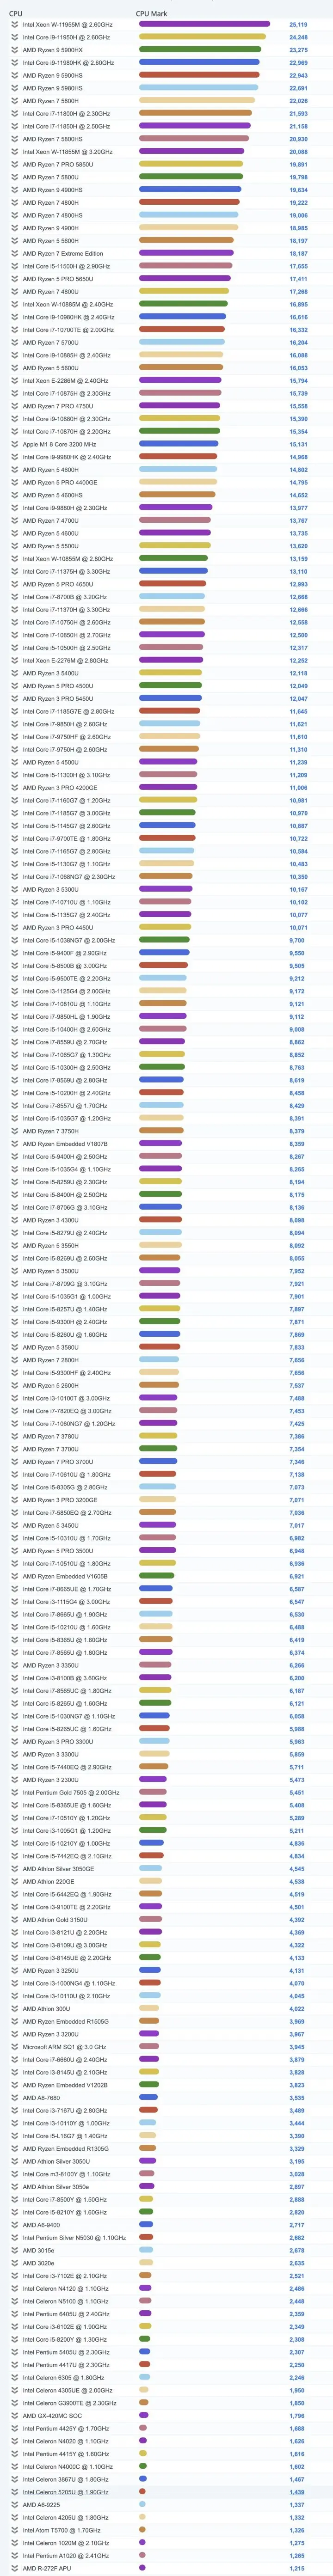 CPU CPU Mark
Intel Xeon W-11955M @ 2.60GHz 25,119
Intel Core i9-11950H @ 2.60GHz 24,248
AMD Ryzen 9 5900HX 23,275
Intel Core i9-11980HK @ 2.60GHz 22,969
AMD Ryzen 9 5900HS 22,943
AMD Ryzen 9 5980HS 22,691
AMD Ryzen 7 5800H 22,026
Intel Core i7-11800H @ 2.30GHz 21,593
Intel Core i7-11850H @ 2.50GHz 21,158
AMD Ryzen 7 5800HS 20,930
Intel Xeon W-11855M @ 3.20GHz 20,088
AMD Ryzen 7 PRO 5850U 19,891
AMD Ryzen 7 5800U 19,798
AMD Ryzen 9 4900HS 19,634
AMD Ryzen 7 4800H 19,222
AMD Ryzen 7 4800HS 19,006
AMD Ryzen 9 4900H 18,985
AMD Ryzen 5 5600H 18,197
AMD Ryzen 7 Extreme Edition 18,187
Intel Core i5-11500H @ 2.90GHz 17,655
AMD Ryzen 5 PRO 5650U 17,411
AMD Ryzen 7 4800U 17,268
Intel Xeon W-10885M @ 2.40GHz 16,895
Intel Core i9-10980HK @ 2.40GHz 16,616
Intel Core i7-10700TE @ 2.00GHz 16,332
AMD Ryzen 7 5700U 16,204
Intel Core i9-10885H @ 2.40GHz 16,088
AMD Ryzen 5 5600U 16,053
Intel Xeon E-2286M @ 2.40GHz 15,794
Intel Core i7-10875H @ 2.30GHz 15,739
AMD Ryzen 7 PRO 4750U 15,558
Intel Core i9-10880H @ 2.30GHz 15,390
Intel Core i7-10870H @ 2.20GHz 15,354
Apple M1 8 Core 3200 MHz 15,131
Intel Core i9-9980HK @ 2.40GHz 14,968
AMD Ryzen 5 4600H 14,802
AMD Ryzen 5 PRO 4400GE 14,795
AMD Ryzen 5 4600HS 14,652
Intel Core i9-9880H @ 2.30GHz 13,977
AMD Ryzen 7 4700U 13,767
AMD Ryzen 5 4600U 13,735
AMD Ryzen 5 5500U 13,620
Intel Xeon W-10855M @ 2.80GHz 13,159
Intel Core i7-11375H @ 3.30GHz 13,110
AMD Ryzen 5 PRO 4650U 12,993
Intel Core i7-8700B @ 3.20GHz 12,668
Intel Core i7-11370H @ 3.30GHz 12,666
Intel Core i7-10750H @ 2.60GHz 12,558
Intel Core i7-10850H @ 2.70GHz 12,500
Intel Core i5-10500H @ 2.50GHz 12,317
Intel Xeon E-2276M @ 2.80GHz 12,252
AMD Ryzen 3 5400U 12,118
AMD Ryzen 5 PRO 4500U 12,049
AMD Ryzen 3 PRO 5450U 12,047
Intel Core i7-1185G7E @ 2.80GHz 11,645
Intel Core i7-9850H @ 2.60GHz 11,621
Intel Core i7-9750HF @ 2.60GHz 11,610
Intel Core i7-9750H @ 2.60GHz 11,310
AMD Ryzen 5 4500U 11,239
Intel Core i5-11300H @ 3.10GHz 11,209
AMD Ryzen 3 PRO 4200GE 11,006
Intel Core i7-1160G7 @ 1.20GHz 10,981
Intel Core i7-1185G7 @ 3.00GHz 10,970
Intel Core i5-1145G7 @ 2.60GHz 10,887
Intel Core i7-9700TE @ 1.80GHz 10,722
Intel Core i7-1165G7 @ 2.80GHz 10,584
Intel Core i5-1130G7 @ 1.10GHz 10,483
Intel Core i7-1068NG7 @ 2.30GHz 10,350
AMD Ryzen 3 5300U 10,167
Intel Core i7-10710U @ 1.10GHz 10,102
Intel Core i5-1135G7 @ 2.40GHz 10,077
AMD Ryzen 3 PRO 4450U 10,071
Intel Core i5-1038NG7 @ 2.00GHz 9,700
Intel Core i5-9400F @ 2.90GHz 9,550
Intel Core i5-8500B @ 3.00GHz 9,505
Intel Core i5-9500TE @ 2.20GHz 9,212
Intel Core i3-1125G4 @ 2.00GHz 9,172
Intel Core i7-10810U @ 1.10GHz 9,121
Intel Core i7-9850HL @ 1.90GHz 9,112
Intel Core i5-10400H @ 2.60GHz 9,008
Intel Core i7-8559U @ 2.70GHz 8,862
Intel Core i7-1065G7 @ 1.30GHz 8,852
Intel Core i5-10300H @ 2.50GHz 8,763
Intel Core i7-8569U @ 2.80GHz 8,619
Intel Core i5-10200H @ 2.40GHz 8,458
Intel Core i7-8557U @ 1.70GHz 8,429
Intel Core i5-1035G7 @ 1.20GHz 8,391
AMD Ryzen 7 3750H 8,379
AMD Ryzen Embedded V1807B 8,359
Intel Core i5-9400H @ 2.50GHz 8,267
Intel Core i5-1035G4 @ 1.10GHz 8,265
Intel Core i5-8259U @ 2.30GHz 8,194
Intel Core i5-8400H @ 2.50GHz 8,175
Intel Core i7-8706G @ 3.10GHz 8,136
AMD Ryzen 3 4300U 8,098
Intel Core i5-8279U @ 2.40GHz 8,094
AMD Ryzen 5 3550H 8,092
Intel Core i5-8269U @ 2.60GHz 8,055
AMD Ryzen 5 3500U 7,952
Intel Core i7-8709G @ 3.10GHz 7,921
Intel Core i5-1035G1 @ 1.00GHz 7,901
Intel Core i5-8257U @ 1.40GHz 7,897
Intel Core i5-9300H @ 2.40GHz 7,871
Intel Core i5-8260U @ 1.60GHz 7,869
AMD Ryzen 5 3580U 7,833
AMD Ryzen 7 2800H 7,656
Intel Core i5-9300HF @ 2.40GHz 7,656
AMD Ryzen 5 2600H 7,537
Intel Core i3-10100T @ 3.00GHz 7,488
Intel Core i7-7820EQ @ 3.00GHz 7,453
Intel Core i7-1060NG7 @ 1.20GHz 7,425
AMD Ryzen 7 3780U 7,386
AMD Ryzen 7 3700U 7,354
AMD Ryzen 7 PRO 3700U 7,346
Intel Core i7-10610U @ 1.80GHz 7,138
Intel Core i5-8305G @ 2.80GHz 7,073
AMD Ryzen 3 PRO 3200GE 7,071
Intel Core i7-5850EQ @ 2.70GHz 7,036
AMD Ryzen 5 3450U 7,017
Intel Core i5-10310U @ 1.70GHz 6,982
AMD Ryzen 5 PRO 3500U 6,948
Intel Core i7-10510U @ 1.80GHz 6,936
AMD Ryzen Embedded V1605B 6,921
Intel Core i7-8665UE @ 1.70GHz 6,587
Intel Core i3-1115G4 @ 3.00GHz 6,547
Intel Core i7-8665U @ 1.90GHz 6,530
Intel Core i5-10210U @ 1.60GHz 6,488
Intel Core i5-8365U @ 1.60GHz 6,419
Intel Core i7-8565U @ 1.80GHz 6,374
AMD Ryzen 3 3350U 6,266
Intel Core i3-8100B @ 3.60GHz 6,200
Intel Core i7-8565UC @ 1.80GHz 6,187
Intel Core i5-8265U @ 1.60GHz 6,121
Intel Core i5-1030NG7 @ 1.10GHz 6,058
Intel Core i5-8265UC @ 1.60GHz 5,988
AMD Ryzen 3 PRO 3300U 5,963
AMD Ryzen 3 3300U 5,859
Intel Core i5-7440EQ @ 2.90GHz 5,711
AMD Ryzen 3 2300U 5,473
Intel Pentium Gold 7505 @ 2.00GHz 5,451
Intel Core i5-8365UE @ 1.60GHz 5,408
Intel Core i7-10510Y @ 1.20GHz 5,289
Intel Core i3-1005G1 @ 1.20GHz 5,211
Intel Core i5-10210Y @ 1.00GHz 4,836
Intel Core i5-7442EQ @ 2.10GHz 4,834
AMD Athlon Silver 3050GE 4,545
AMD Athlon 220GE 4,538
Intel Core i5-6442EQ @ 1.90GHz 4,519
Intel Core i3-9100TE @ 2.20GHz 4,501
AMD Athlon Gold 3150U 4,392
Intel Core i3-8121U @ 2.20GHz 4,369
Intel Core i3-8109U @ 3.00GHz 4,322
Intel Core i3-8145UE @ 2.20GHz 4,133
AMD Ryzen 3 3250U 4,131
Intel Core i3-1000NG4 @ 1.10GHz 4,070
Intel Core i3-10110U @ 2.10GHz 4,045
AMD Athlon 300U 4,022
AMD Ryzen Embedded R1505G 3,969
AMD Ryzen 3 3200U 3,967
Microsoft ARM SQ1 @ 3.0 GHz 3,945
Intel Core i7-6660U @ 2.40GHz 3,879
Intel Core i3-8145U @ 2.10GHz 3,828
AMD Ryzen Embedded V1202B 3,823
AMD A8-7680 3,535
Intel Core i3-7167U @ 2.80GHz 3,489
Intel Core i3-10110Y @ 1.00GHz 3,444
Intel Core i5-L16G7 @ 1.40GHz 3,390
AMD Ryzen Embedded R1305G 3,329
AMD Athlon Silver 3050U 3,195
Intel Core m3-8100Y @ 1.10GHz 3,028
AMD Athlon Silver 3050e 2,897
Intel Core i7-8500Y @ 1.50GHz 2,888
Intel Core i5-8210Y @ 1.60GHz 2,820
AMD A6-9400 2,717
Intel Pentium Silver N5030 @ 1.10GHz 2,682
AMD 3015e 2,678
AMD 3020e 2,635
Intel Core i3-7102E @ 2.10GHz 2,521
Intel Celeron N4120 @ 1.10GHz 2,486
Intel Celeron N5100 @ 1.10GHz 2,448
Intel Pentium 6405U @ 2.40GHz 2,359
Intel Core i3-6102E @ 1.90GHz 2,349
Intel Core i5-8200Y @ 1.30GHz 2,308
Intel Pentium 5405U @ 2.30GHz 2,307
Intel Pentium 4417U @ 2.30GHz 2,250
Intel Celeron 6305 @ 1.80GHz 2,246
Intel Celeron 4305UE @ 2.00GHz 1,950
Intel Celeron G3900TE @ 2.30GHz 1,850
AMD GX-420MC SOC 1,796
Intel Pentium 4425Y @ 1.70GHz 1,688
Intel Celeron N4020 @ 1.10GHz 1,626
Intel Pentium 4415Y @ 1.60GHz 1,616
Intel Celeron N4000C @ 1.10GHz 1,602
Intel Celeron 3867U @ 1.80GHz 1,467
Intel Celeron 5205U @ 1.90GHz 1,439
AMD A6-9225 1,337
Intel Celeron 4205U @ 1.80GHz 1,332
Intel Atom T5700 @ 1.70GHz 1,326
Intel Celeron 1020M @ 2.10GHz 1,275
Intel Pentium A1020 @ 2.41GHz 1,265
AMD R-272F APU 1,215